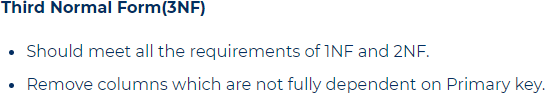 Third Normal Form(3NF)
• Should meet all the requirements of 1NF and 2NF.
• Remove columns which are not fully dependent on Primary key.